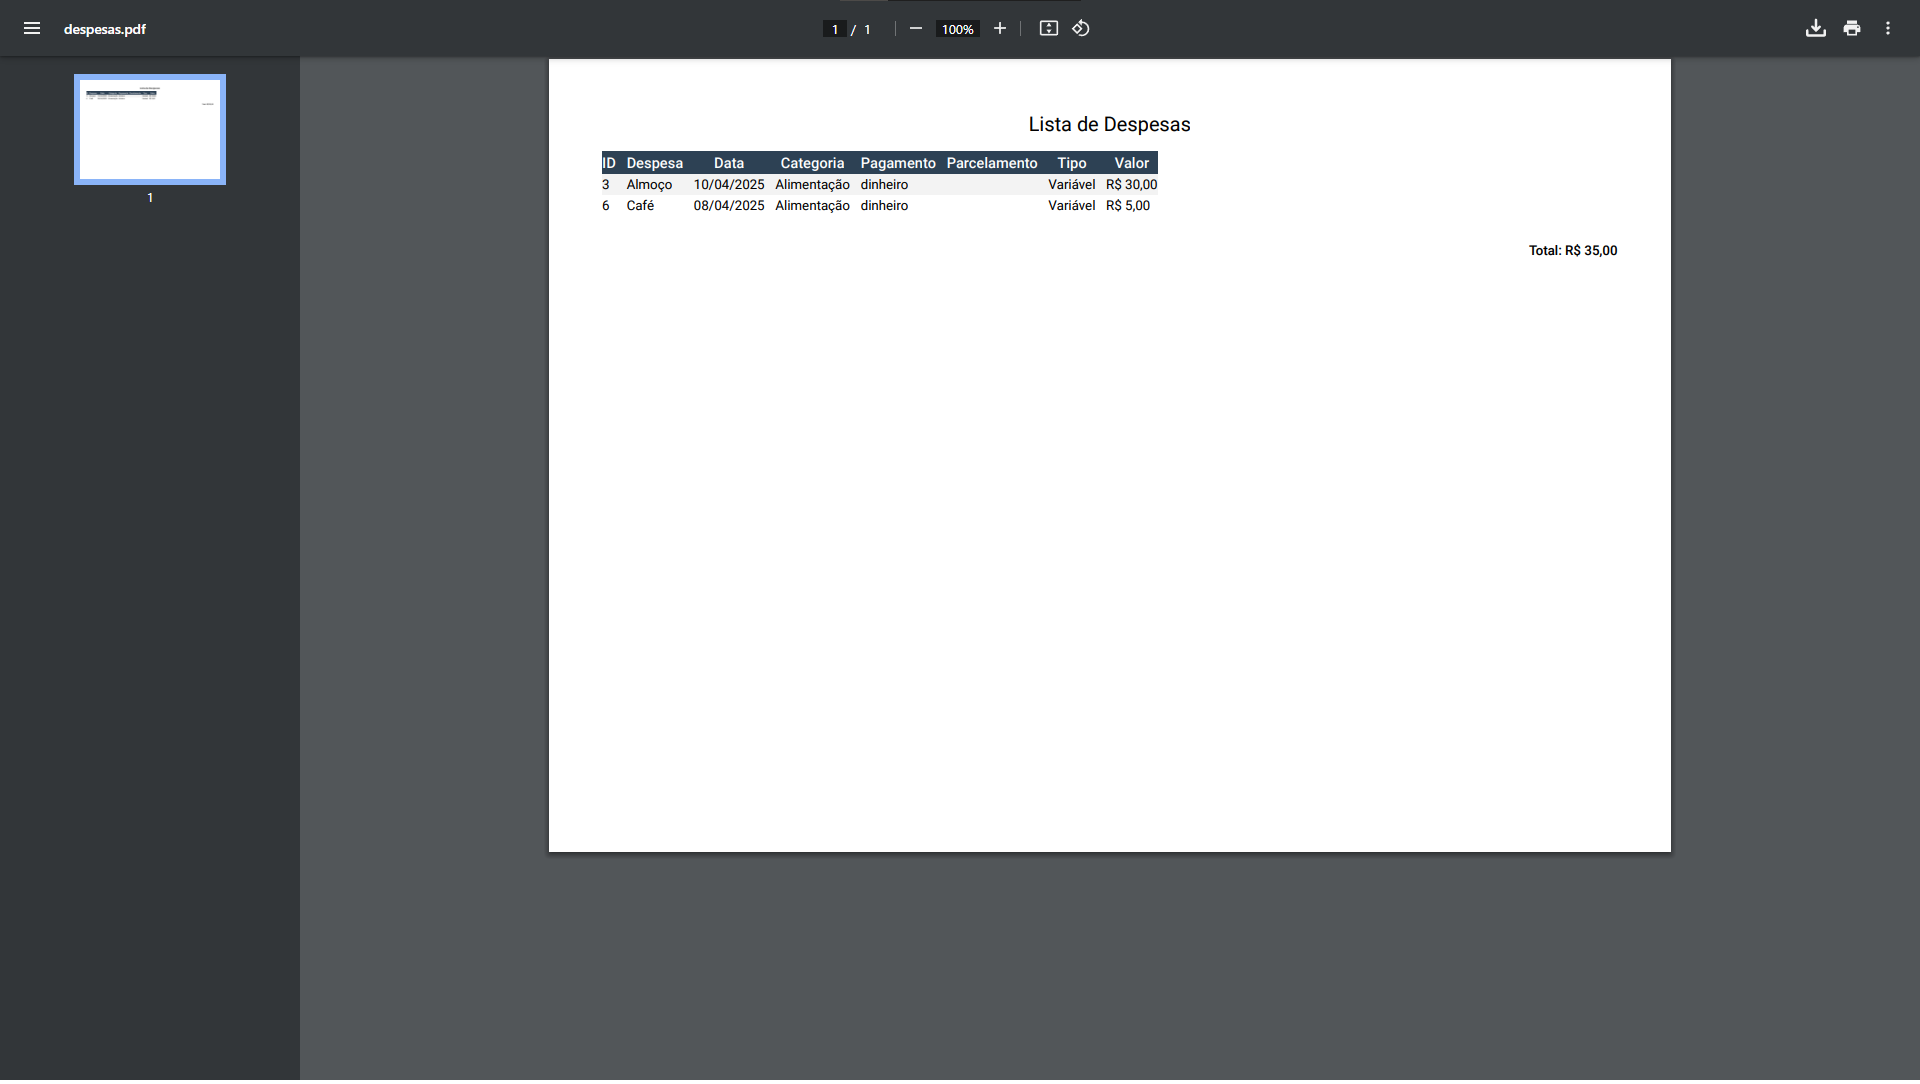 despesas.pdf
1 / 1
100%
1
Lista de Despesas
ID Despesa Data Categoria Pagamento Parcelamento Tipo Valor
3 Almoço 10/04/2025 Alimentação dinheiro Variável R$ 30,00
6 Café 08/04/2025 Alimentação dinheiro Variável R$ 5,00
Total: R$ 35,00